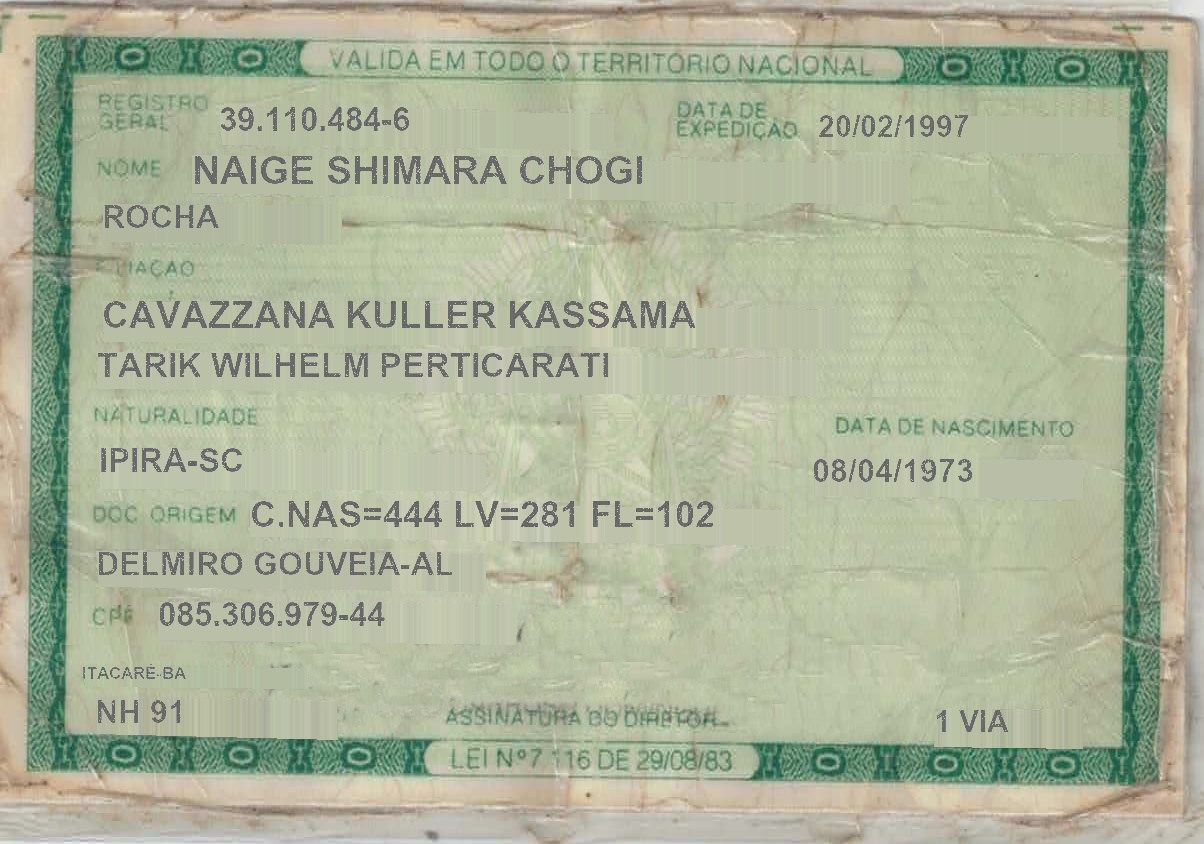 VALIDA EM TODO O TERRITORIO NACIONAL
REGISTRO GERAL 39.110.484-6 DATA DE EXPEDIÇÃO 20/02/1997
NOME NAIGE SHIMARA CHOGI
ROCHA
FILIAÇÃO
CAVAZZANA KULLER KASSAMA
TARIK WILHELM PERTICARATI
NATURALIDADE DATA DE NASCIMENTO
IPIRA-SC 08/04/1973
DOC ORIGEM C.NAS=444 LV=281 FL=102
DELMIRO GOUVEIA-AL
CPF 085.306.979-44
ITACARÉ-BA
NH 91 ASSINATURA DO DIRETOR 1 VIA
LEI Nº 7 116 DE 29/08/83